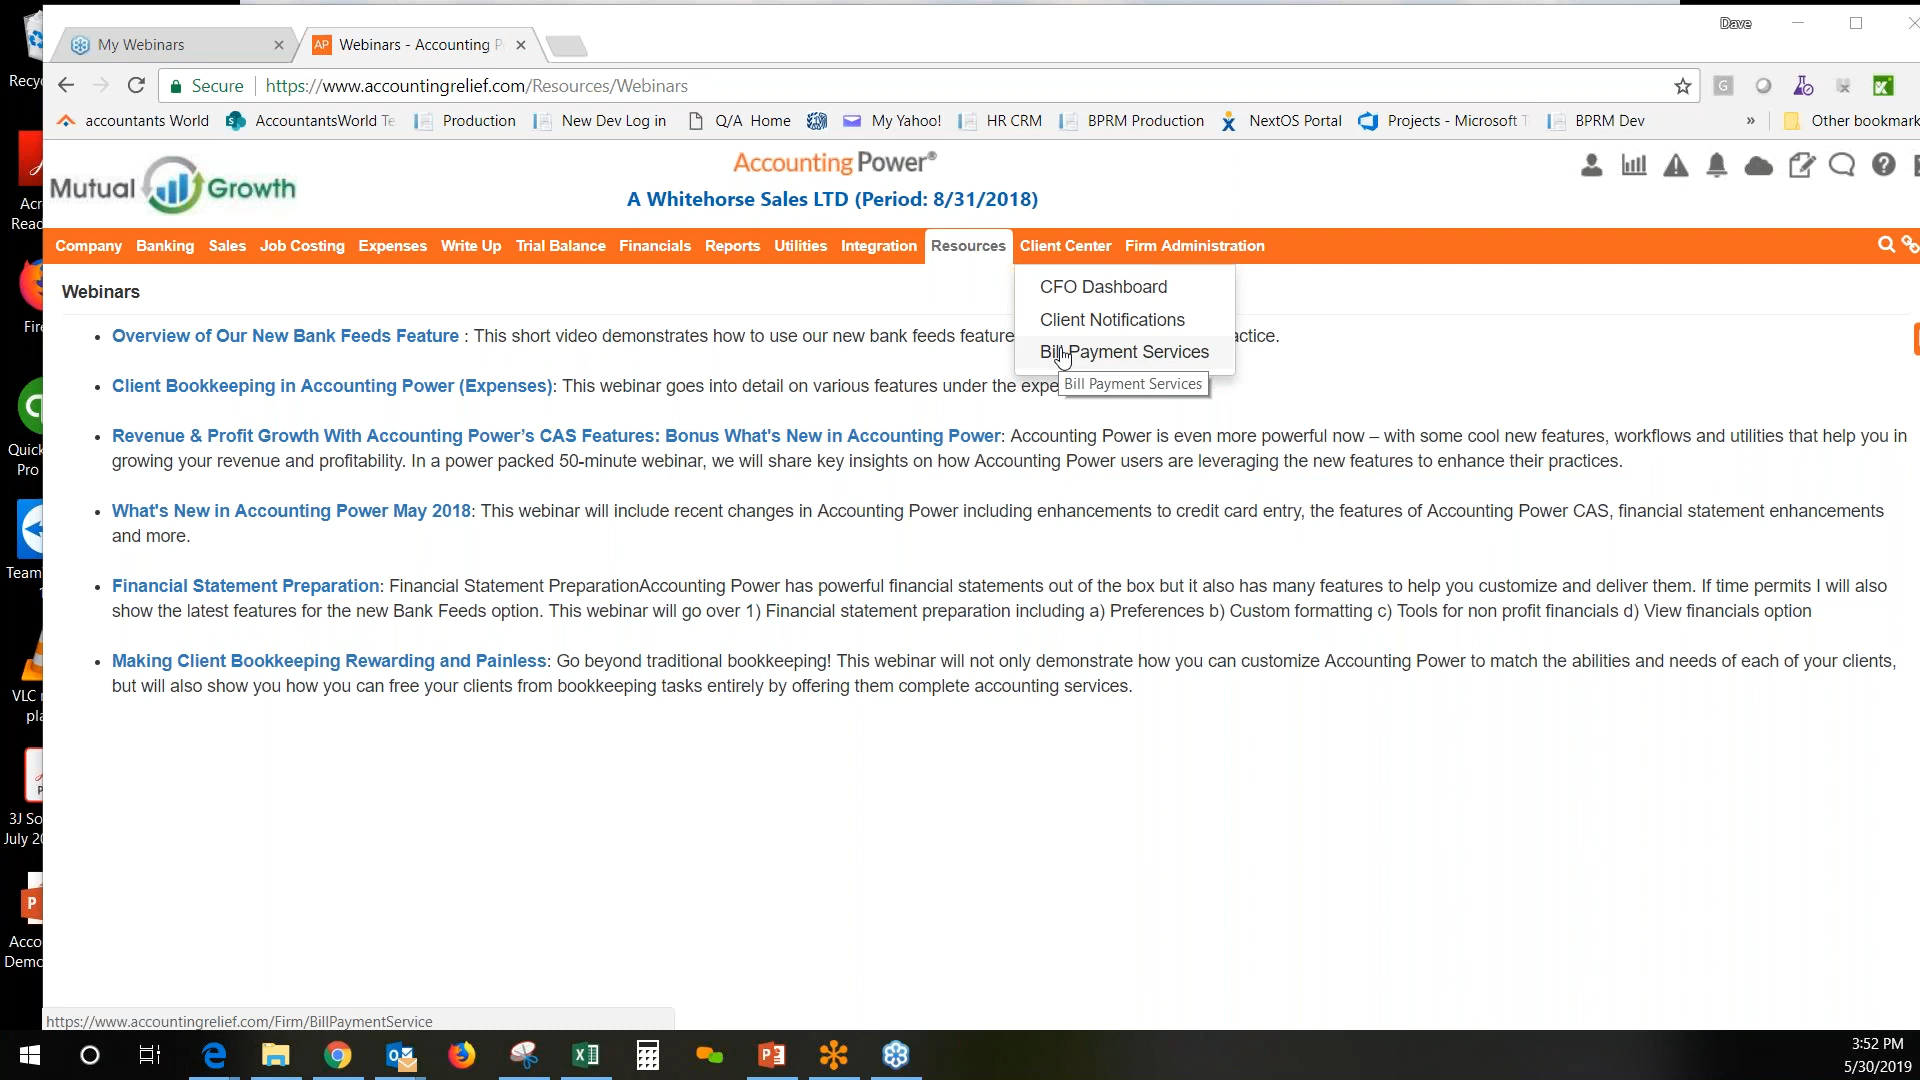 Dave
My Webinars
AP Webinars - Accounting P
Secure https://www.accountingrelief.com/Resources/Webinars
accountants World AccountantsWorld Te Production New Dev Log in Q/A Home My Yahoo! HR CRM BPRM Production NextOS Portal Projects - Microsoft T BPRM Dev » Other bookmark
Mutual Growth
Accounting Power®
A Whitehorse Sales LTD (Period: 8/31/2018)
Company Banking Sales Job Costing Expenses Write Up Trial Balance Financials Reports Utilities Integration Resources Client Center Firm Administration
CFO Dashboard
Client Notifications
Bill Payment Services
Bill Payment Services
Webinars
• Overview of Our New Bank Feeds Feature : This short video demonstrates how to use our new bank feeds feature ctice.
• Client Bookkeeping in Accounting Power (Expenses): This webinar goes into detail on various features under the expe
• Revenue & Profit Growth With Accounting Power’s CAS Features: Bonus What's New in Accounting Power: Accounting Power is even more powerful now – with some cool new features, workflows and utilities that help you in
growing your revenue and profitability. In a power packed 50-minute webinar, we will share key insights on how Accounting Power users are leveraging the new features to enhance their practices.
• What's New in Accounting Power May 2018: This webinar will include recent changes in Accounting Power including enhancements to credit card entry, the features of Accounting Power CAS, financial statement enhancements
and more.
• Financial Statement Preparation: Financial Statement PreparationAccounting Power has powerful financial statements out of the box but it also has many features to help you customize and deliver them. If time permits I will also
show the latest features for the new Bank Feeds option. This webinar will go over 1) Financial statement preparation including a) Preferences b) Custom formatting c) Tools for non profit financials d) View financials option
• Making Client Bookkeeping Rewarding and Painless: Go beyond traditional bookkeeping! This webinar will not only demonstrate how you can customize Accounting Power to match the abilities and needs of each of your clients,
but will also show you how you can free your clients from bookkeeping tasks entirely by offering them complete accounting services.
Recy
Acr
Read
Fire
Quick
Pro
Team
VLC
pla
3J So
July 20
Acco
Demo
https://www.accountingrelief.com/Firm/BillPaymentService
3:52 PM
5/30/2019